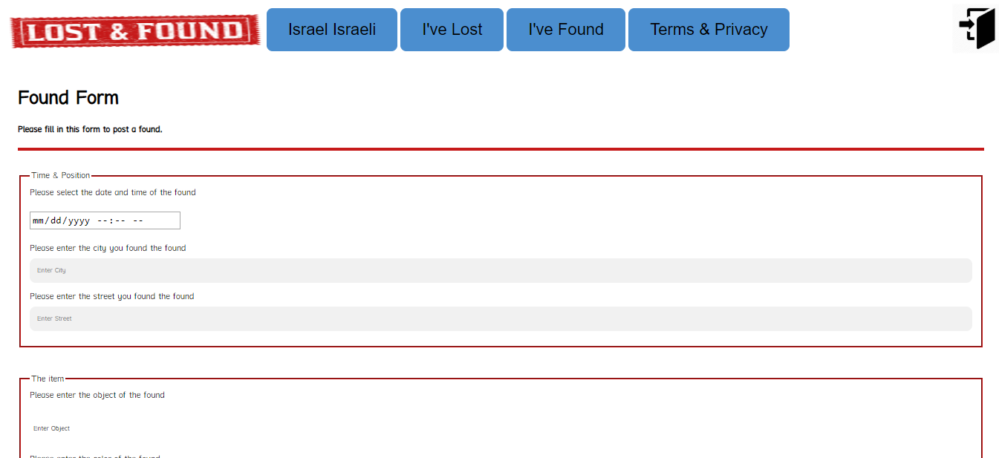 LOST & FOUND
Israel Israeli
I've Lost
I've Found
Terms & Privacy
Found Form
Please fill in this form to post a found.
Time & Position
Please select the date and time of the found
mm/dd/yyyy --:-- --
Please enter the city you found the found
Enter City
Please enter the street you found the found
Enter Street
The item
Please enter the object of the found
Enter Object
Please enter the color of the found